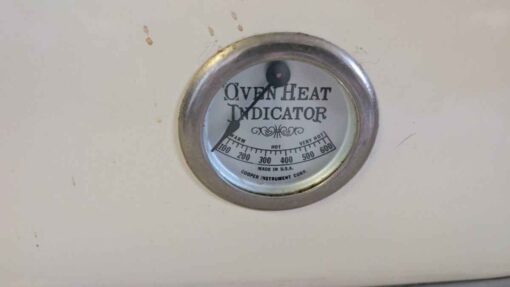 OVEN HEAT
INDICATOR
WARM HOT VERY HOT
100 200 300 400 500 600
MADE IN U.S.A.
COOPER INSTRUMENT CORP.